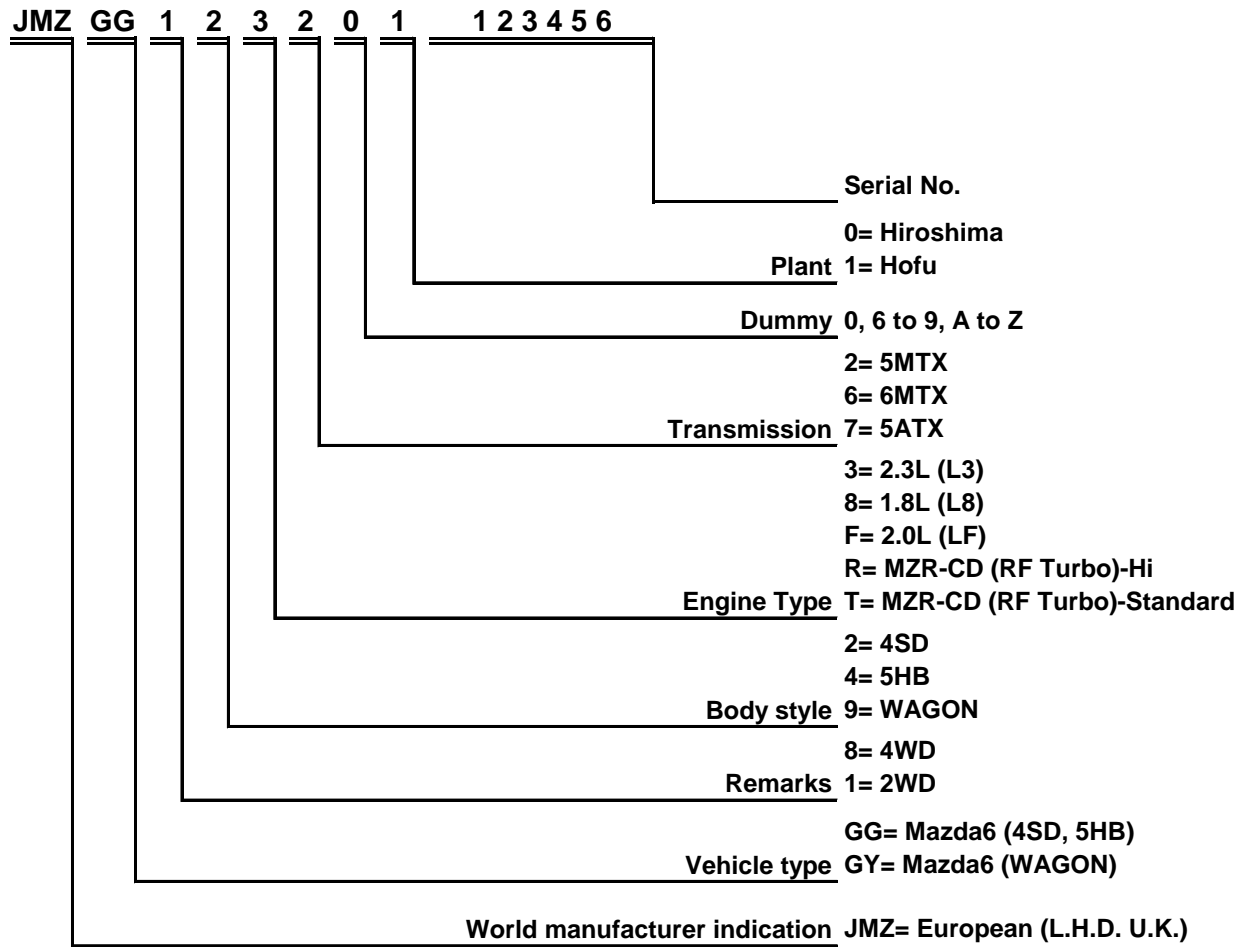 JMZ GG 1 2 3 2 0 1 1 2 3 4 5 6
Serial No.
0= Hiroshima
Plant 1= Hofu
Dummy 0, 6 to 9, A to Z
2= 5MTX
6= 6MTX
Transmission 7= 5ATX
3= 2.3L (L3)
8= 1.8L (L8)
F= 2.0L (LF)
R= MZR-CD (RF Turbo)-Hi
Engine Type T= MZR-CD (RF Turbo)-Standard
2= 4SD
4= 5HB
Body style 9= WAGON
8= 4WD
Remarks 1= 2WD
GG= Mazda6 (4SD, 5HB)
Vehicle type GY= Mazda6 (WAGON)
World manufacturer indication JMZ= European (L.H.D. U.K.)